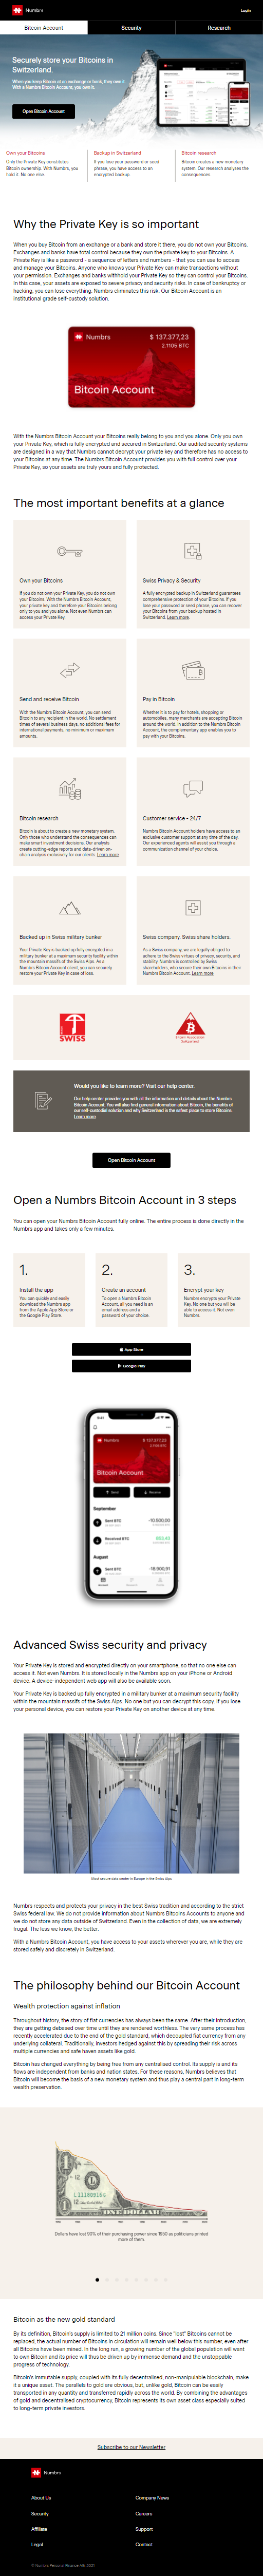 Numbrs
Login
Bitcoin Account
Security
Research
Securely store your Bitcoins in
Switzerland.
When you keep Bitcoin at an exchange or bank, they own it.
With a Numbrs Bitcoin Account, you own it.
Open Bitcoin Account
Own your Bitcoins
Only the Private Key constitutes
Bitcoin ownership. With Numbrs, you
hold it. No one else.
Backup in Switzerland
If you lose your password or seed
phrase, you have access to an
encrypted backup.
Bitcoin research
Bitcoin creates a new monetary
system. Our research analyses the
consequences.
Why the Private Key is so important
When you buy Bitcoin from an exchange or a bank and store it there, you do not own your Bitcoins.
Exchanges and banks have total control because they own the private key to your Bitcoins. A
Private Key is like a password - a sequence of letters and numbers - that you can use to access
and manage your Bitcoins. Anyone who knows your Private Key can make transactions without
your permission. Exchanges and banks withhold your Private Key so they can control your Bitcoins.
In this case, your assets are exposed to severe privacy and security risks. In case of bankruptcy or
hacking, you can lose everything. Numbrs eliminates this risk. Our Bitcoin Account is an
institutional grade self-custody solution.
Numbrs
$ 137.377,23
2.1105 BTC
Bitcoin Account
With the Numbrs Bitcoin Account your Bitcoins really belong to you and you alone. Only you own
your Private Key, which is fully encrypted and secured in Switzerland. Our audited security systems
are designed in a way that Numbrs cannot decrypt your private key and therefore has no access to
your Bitcoins at any time. The Numbrs Bitcoin Account provides you with full control over your
Private Key, so your assets are truly yours and fully protected.
The most important benefits at a glance
Own your Bitcoins
If you do not own your Private Key, you do not own
your Bitcoins. With the Numbrs Bitcoin Account,
your private key and therefore your Bitcoins belong
only to you and you alone. Not even Numbrs can
access your Private Key.
Swiss Privacy & Security
A fully encrypted backup in Switzerland guarantees
comprehensive protection of your Bitcoins. If you
lose your password or seed phrase, you can recover
your Bitcoins from your backup hosted in
Switzerland. Learn more.
Send and receive Bitcoin
With the Numbrs Bitcoin Account, you can send
Bitcoin to any recipient in the world. No settlement
times of several days, no additional fees for
international payments, no minimum or maximum
amounts.
Pay in Bitcoin
Whether it is to pay for hotels, shopping or
automobiles, many merchants are accepting Bitcoin
around the world. In addition to the Numbrs Bitcoin
Account, the complementary app enables you to
pay with your Bitcoins.
Bitcoin research
Bitcoin is about to create a new monetary system.
Only those who understand the consequences can
make smart investment decisions. Our analysts
create cutting-edge reports and data-driven on-
chain analysis exclusively for our clients. Learn more.
Customer service - 24/7
Numbrs Bitcoin Account holders have access to an
exclusive customer support at any time of the day.
Our experienced agents will assist you through a
communication channel of your choice.
Backed up in Swiss military bunker
Your Private Key is backed up fully encrypted in a
military bunker at a maximum security facility within
the mountain massifs of the Swiss Alps. As a
Numbrs Bitcoin Account client, you can securely
restore your Private Key in case of loss.
Swiss company. Swiss share holders.
As a Swiss company, we are legally obliged to
adhere to the Swiss virtues of privacy, security, and
stability. Numbrs is controlled by Swiss
shareholders, who secure their own Bitcoins in their
Numbrs Bitcoin Account. Learn more
SWISS
Would you like to learn more? Visit our help center.
Our help center provides you with all the information and details about the Numbrs
Bitcoin Account. You will also find general information about Bitcoin, the benefits of
our self-custodial solution and why Switzerland is the safest place to store Bitcoins.
Learn more.
Open Bitcoin Account
Open a Numbrs Bitcoin Account in 3 steps
You can open your Numbrs Bitcoin Account fully online. The entire process is done directly in the
Numbrs app and takes only a few minutes.
1.
Install the app
You can quickly and easily
download the Numbrs app
from the Apple App Store or
the Google Play Store.
2.
Create an account
To open a Numbrs Bitcoin
Account, all you need is an
email address and a
password of your choice.
3.
Encrypt your key
Numbrs encrypts your Private
Key. No one but you will be
able to access it. Not even
Numbrs.
App Store
Google Play
Numbrs
$ 137.377,23
2.1105 BTC
Bitcoin Account
Send
Receive
September
Sent BTC
-10.500,00
Received BTC
August
Sent BTC
Advanced Swiss security and privacy
Your Private Key is stored and encrypted directly on your smartphone, so that no one else can
access it. Not even Numbrs. It is stored locally in the Numbrs app on your iPhone or Android
device. A device-independent web app will also be available soon.
Your Private Key is backed up fully encrypted in a military bunker at a maximum security facility
within the mountain massifs of the Swiss Alps. No one but you can decrypt this copy. If you lose
your personal device, you can restore your Private Key on another device at any time.
Most secure data center in Europe in the Swiss Alps
Numbrs respects and protects your privacy in the best Swiss tradition and according to the strict
Swiss federal law. We do not provide information about Numbrs Bitcoins Accounts to anyone and
we do not store any data outside of Switzerland. Even in the collection of data, we are extremely
frugal. The less we know, the better.
With a Numbrs Bitcoin Account, you have access to your assets wherever you are, while they are
stored safely and discretely in Switzerland.
The philosophy behind our Bitcoin Account
Wealth protection against inflation
Throughout history, the story of fiat currencies has always been the same. After their introduction,
they are getting debased over time until they are rendered worthless. The very same process has
recently accelerated due to the end of the gold standard, which decoupled fiat currency from any
underlying collateral. Traditionally, investors hedged against this by spreading their risk across
multiple currencies and safe haven assets like gold.
Bitcoin has changed everything by being free from any centralised control. Its supply is and its
flows are independent from banks and nation states. For these reasons, Numbrs believes that
Bitcoin will become the basis of a new monetary system and thus play a central part in long-term
wealth preservation.
ONE DOLLAR
Dollars have lost 90% of their purchasing power since 1950 as politicians printed
more of them.
Bitcoin as the new gold standard
By its definition, Bitcoin's supply is limited to 21 million coins. Since "lost" Bitcoins cannot be
replaced, the actual number of Bitcoins in circulation will remain well below this number, even after
all Bitcoins have been mined. In the long run, a growing number of individuals and firms will want
to own Bitcoin and its price will thus be driven up by immense demand and the unstoppable
progress of technology.
Bitcoin's immutable supply, coupled with its fully decentralised, non-manipulable blockchain, make
it a unique asset. The parallels to gold are obvious, but, unlike gold, Bitcoin can be easily
transported in any quantity and transferred rapidly across the world. By combining the advantages
of gold and decentralised cryptocurrency, Bitcoin represents its own asset class especially suited
to long-term private investors.
Subscribe to our Newsletter
Numbrs
About Us
Company News
Security
Careers
Affiliate
Support
Legal
Contact
© Numbrs Personal Finance AG, 2021